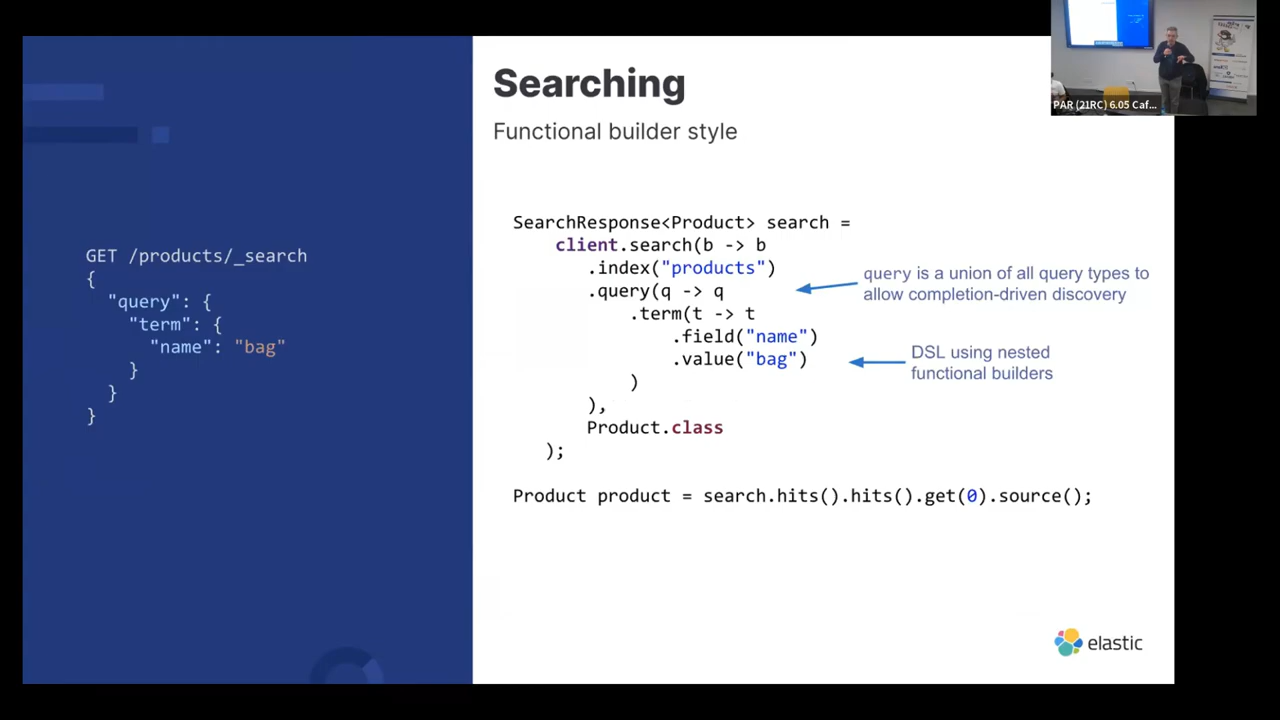 Searching
Functional builder style
GET /products/_search
{
"query": {
"term": {
"name": "bag"
}
}
}
SearchResponse<Product> search =
client.search(b -> b
.index("products")
.query(q -> q
.term(t -> t
.field("name")
.value("bag")
)
),
Product.class
);
Product product = search.hits().hits().get(0).source();
query is a union of all query types to
allow completion-driven discovery
DSL using nested
functional builders
elastic
PAR (21RC) 6.05 Caf...